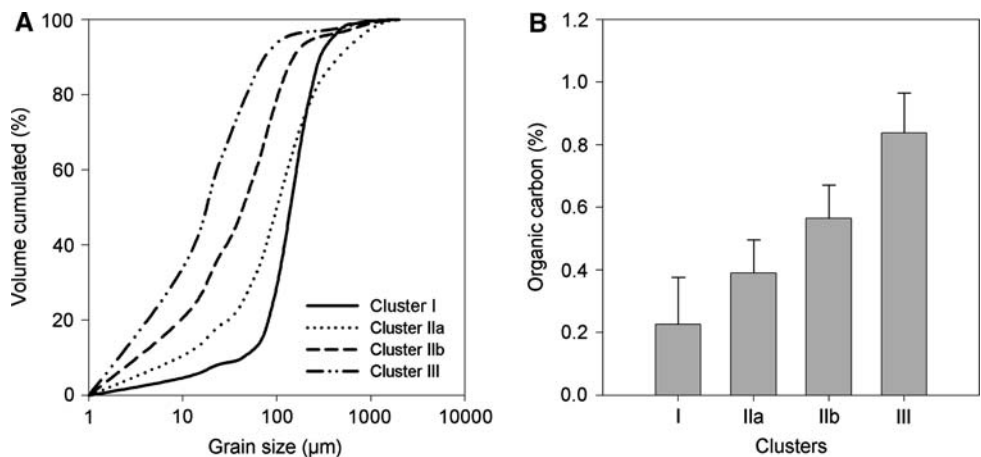 A
Volume cumulated (%)
100
80
60
40
20
0
1 10 100 1000 10000
Grain size (µm)
Cluster I
Cluster IIa
Cluster IIb
Cluster III
B
Organic carbon (%)
1.2
1.0
0.8
0.6
0.4
0.2
0.0
I IIa IIb III
Clusters